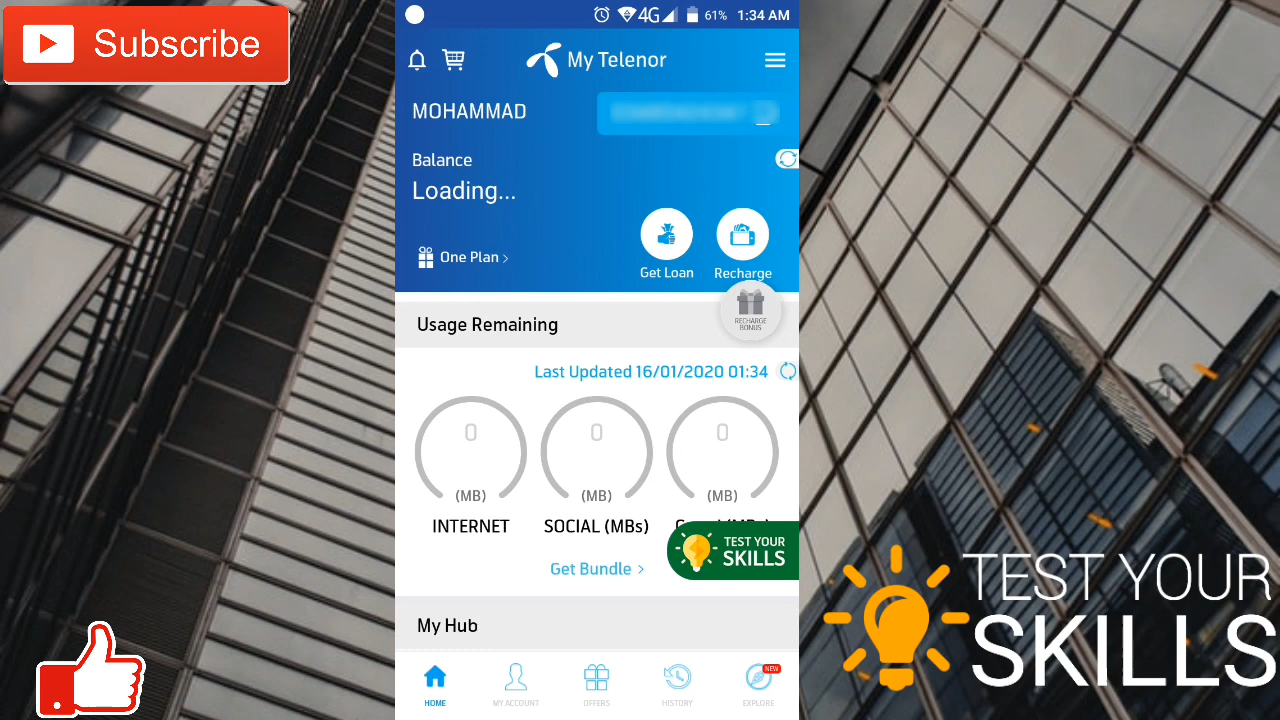 Subscribe
4G 61% 1:34 AM
My Telenor
MOHAMMAD
Balance
Loading...
One Plan >
Get Loan
Recharge
RECHARGE
BONUS
Usage Remaining
Last Updated 16/01/2020 01:34
0
0
0
(MB)
(MB)
(MB)
INTERNET
SOCIAL (MBs)
TEST YOUR
SKILLS
Get Bundle >
My Hub
NEW
HOME
MY ACCOUNT
OFFERS
HISTORY
EXPLORE
TEST YOUR
SKILLS